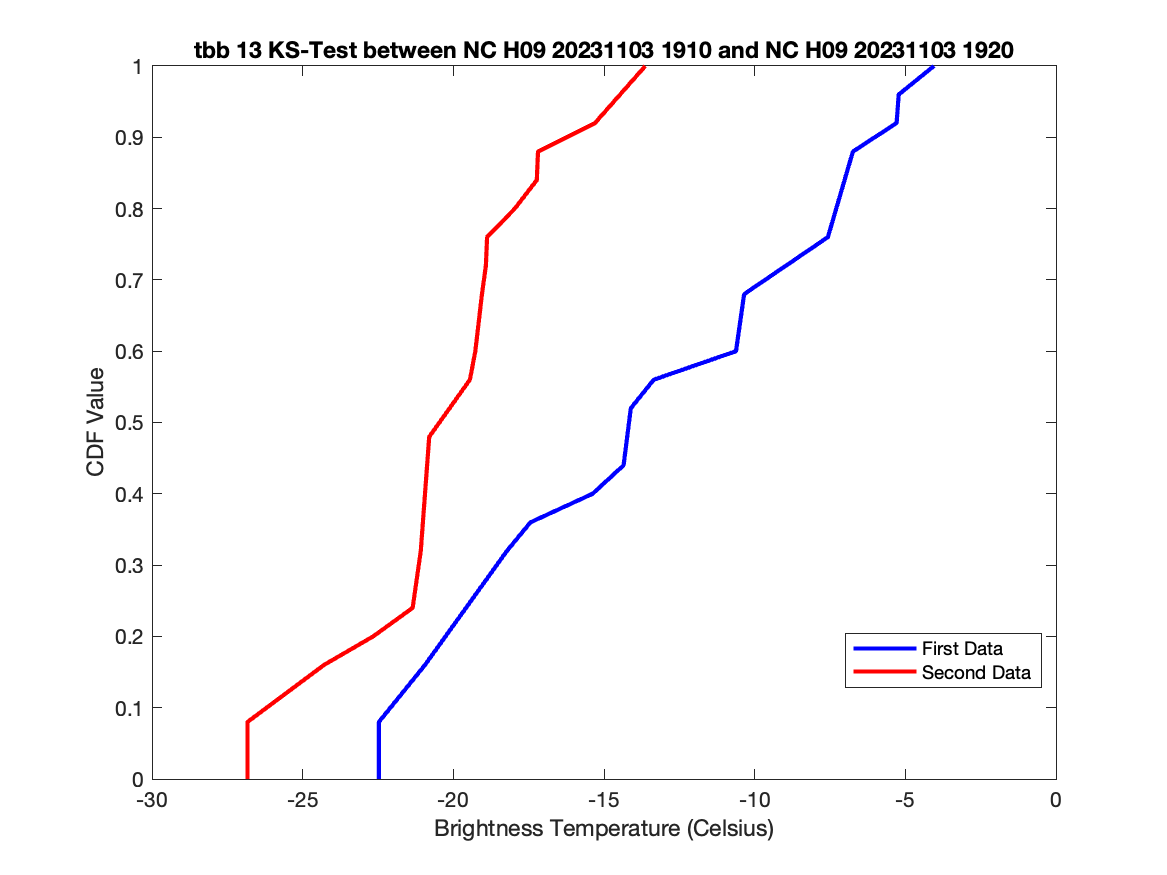 tbb 13 KS-Test between NC H09 20231103 1910 and NC H09 20231103 1920
1
0.9
0.8
0.7
0.6
0.5
0.4
0.3
0.2
0.1
0
CDF Value
First Data
Second Data
-30 -25 -20 -15 -10 -5 0
Brightness Temperature (Celsius)